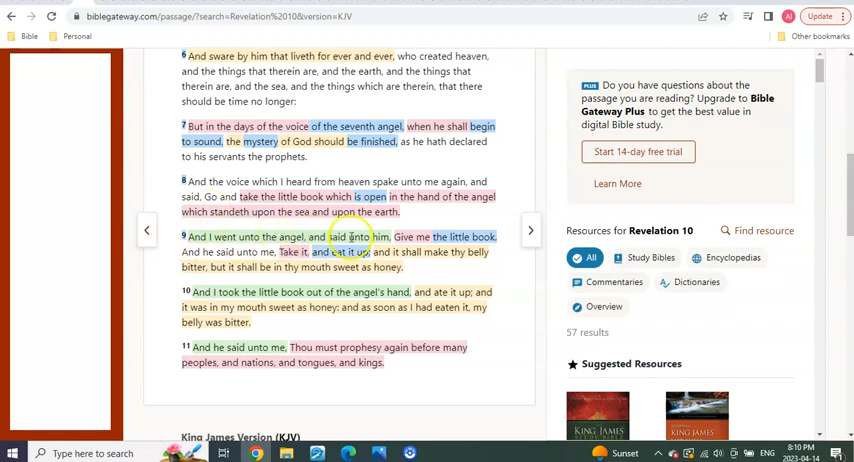 biblegateway.com/passage/?search=Revelation%2010&version=KJV
AI
Update
Bible
Personal
Other bookmarks
6 And sware by him that liveth for ever and ever, who created heaven,
and the things that therein are, and the earth, and the things that
therein are, and the sea, and the things which are therein, that there
should be time no longer:
7 But in the days of the voice of the seventh angel, when he shall begin
to sound, the mystery of God should be finished, as he hath declared
to his servants the prophets.
8 And the voice which I heard from heaven spake unto me again, and
said, Go and take the little book which is open in the hand of the angel
which standeth upon the sea and upon the earth.
9 And I went unto the angel, and said unto him, Give me the little book.
And he said unto me, Take it, and eat it up; and it shall make thy belly
bitter, but it shall be in thy mouth sweet as honey.
10 And I took the little book out of the angel's hand, and ate it up; and
it was in my mouth sweet as honey: and as soon as I had eaten it, my
belly was bitter.
11 And he said unto me, Thou must prophesy again before many
peoples, and nations, and tongues, and kings.
King James Version (KJV)
PLUS Do you have questions about the
passage you are reading? Upgrade to Bible
Gateway Plus to get the best value in
digital Bible study.
Start 14-day free trial
Learn More
Resources for Revelation 10
Find resource
All
Study Bibles
Encyclopedias
Commentaries
Dictionaries
Overview
57 results
Suggested Resources
KING JAMES
STUDY BIBLE
KING JAMES
Type here to search
Sunset
ENG
8:10 PM
2023-04-14